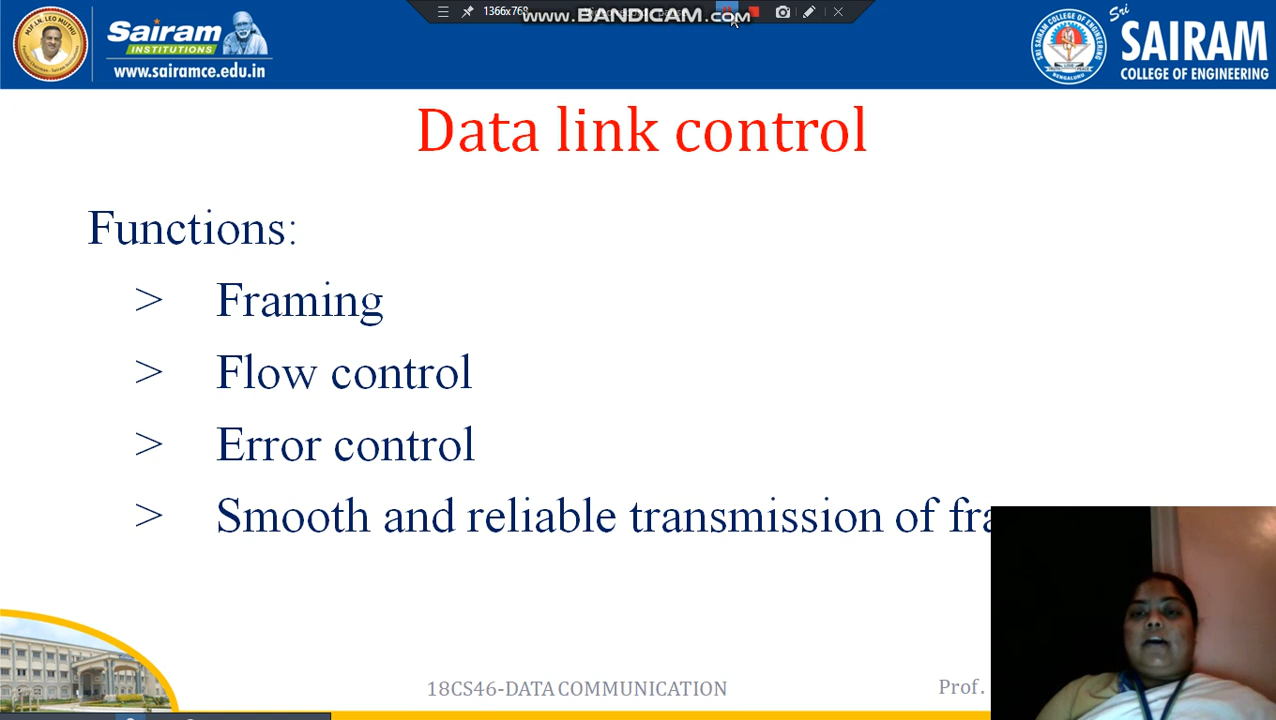 1366x768
www.BANDICAM.com
Sairam
INSTITUTIONS
www.sairamce.edu.in
Sri
SAIRAM
COLLEGE OF ENGINEERING
Data link control
Functions:
> Framing
> Flow control
> Error control
> Smooth and reliable transmission of fra
18CS46-DATA COMMUNICATION
Prof.